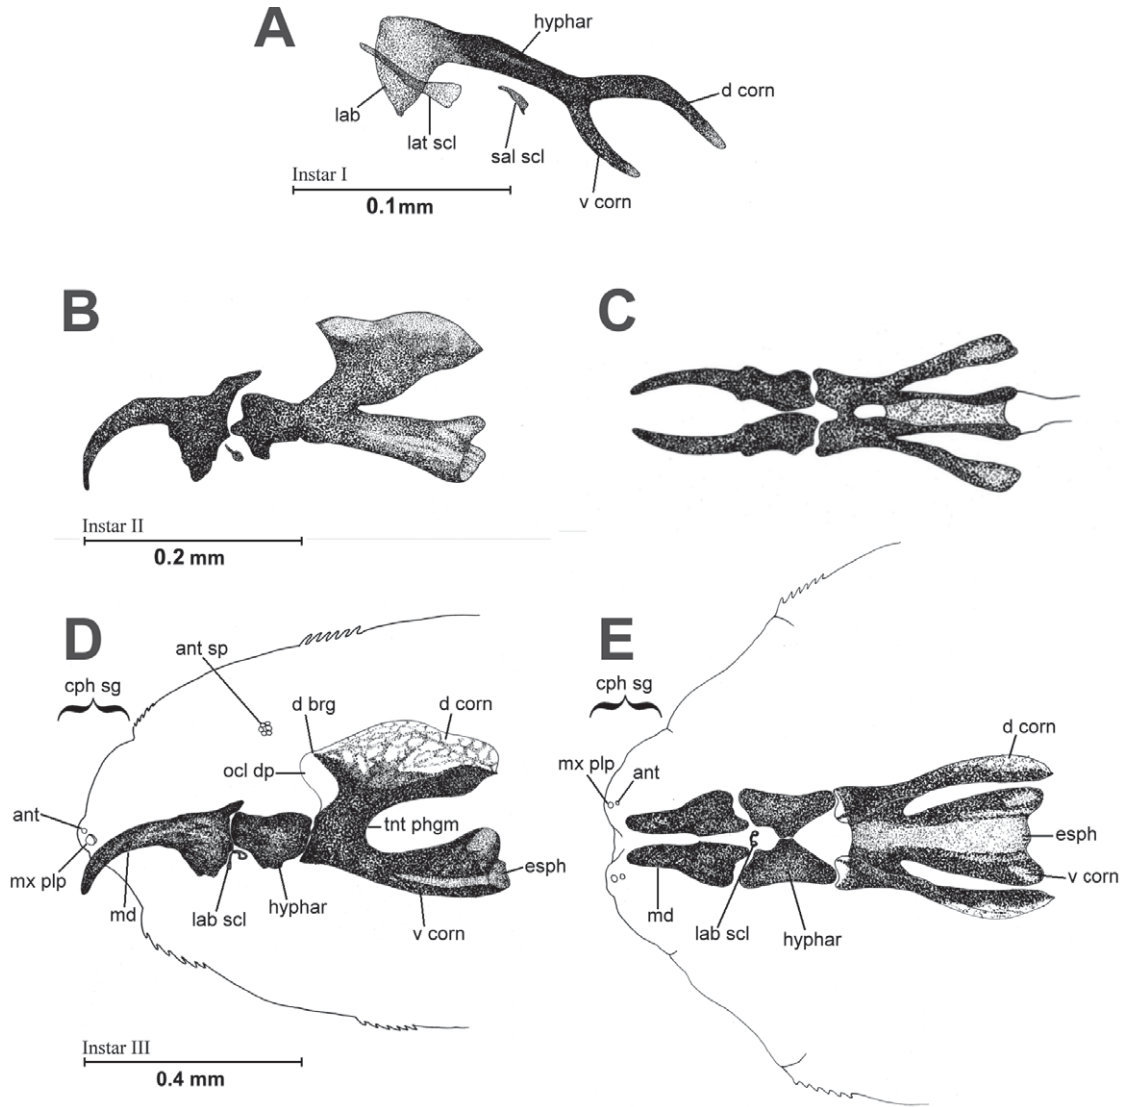 A
hyphar
d corn
lab
lat scl
sal scl
v corn
Instar I
0.1mm
B
C
Instar II
0.2 mm
D
E
ant sp
cph sg
d brg
d corn
ocl dp
ant
tnt phgm
mx plp
esph
md
lab scl
hyphar
v corn
Instar III
0.4 mm
cph sg
d corn
mx plp
ant
esph
v corn
md
lab scl
hyphar